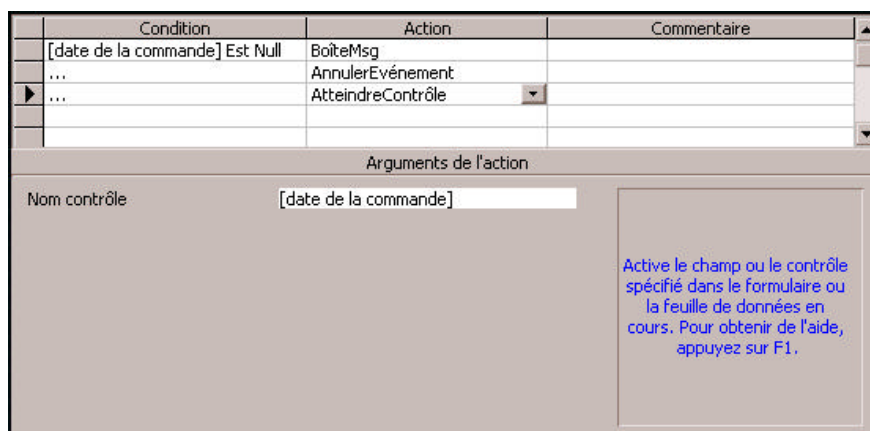 Condition Action Commentaire
[date de la commande] Est Null BoîteMsg
... AnnulerEvénement
... AtteindreContrôle
Arguments de l'action
Nom contrôle [date de la commande]
Active le champ ou le contrôle
spécifié dans le formulaire ou
la feuille de données en
cours. Pour obtenir de l'aide,
appuyez sur F1.